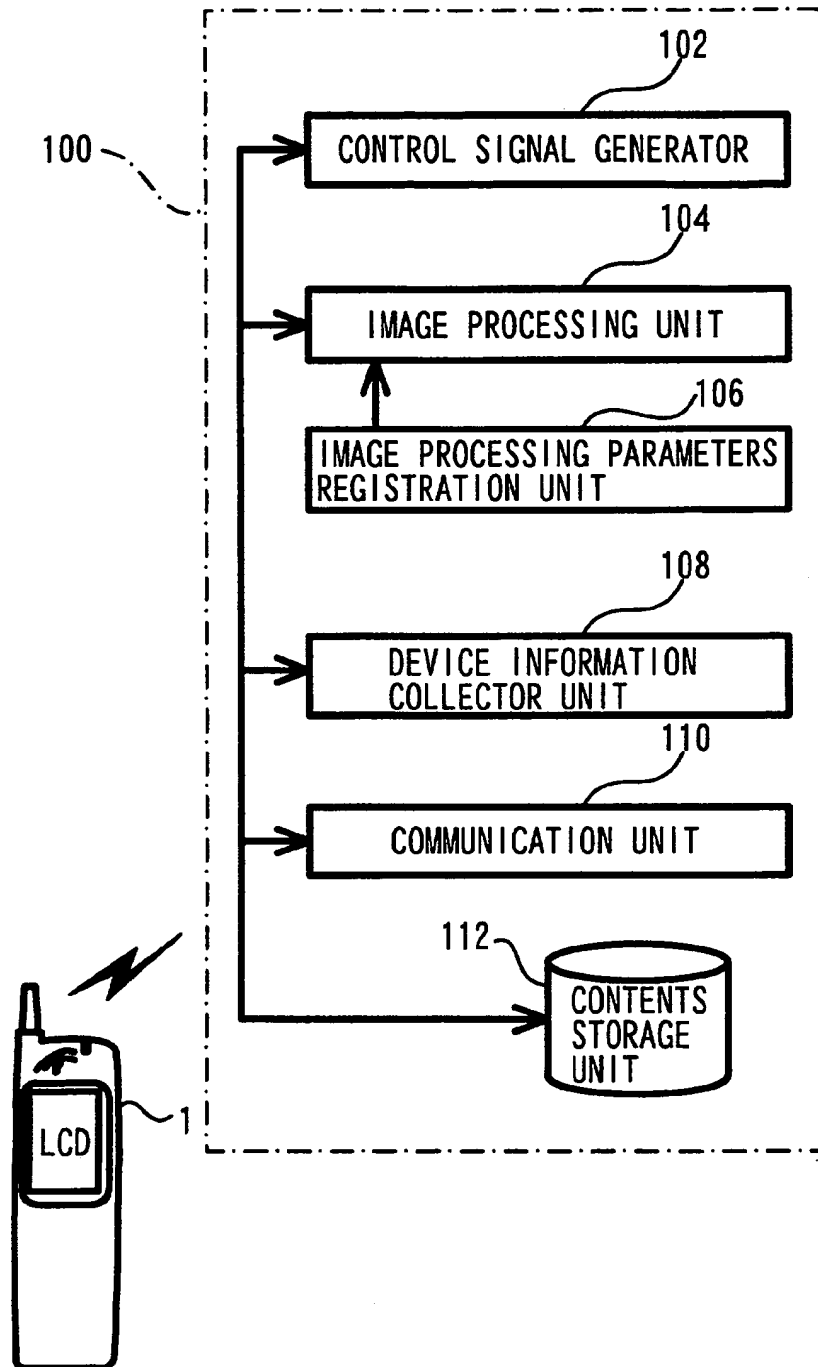 102
100
CONTROL SIGNAL GENERATOR
104
IMAGE PROCESSING UNIT
106
IMAGE PROCESSING PARAMETERS
REGISTRATION UNIT
108
DEVICE INFORMATION
COLLECTOR UNIT
110
COMMUNICATION UNIT
112
CONTENTS
STORAGE
UNIT
1
LCD